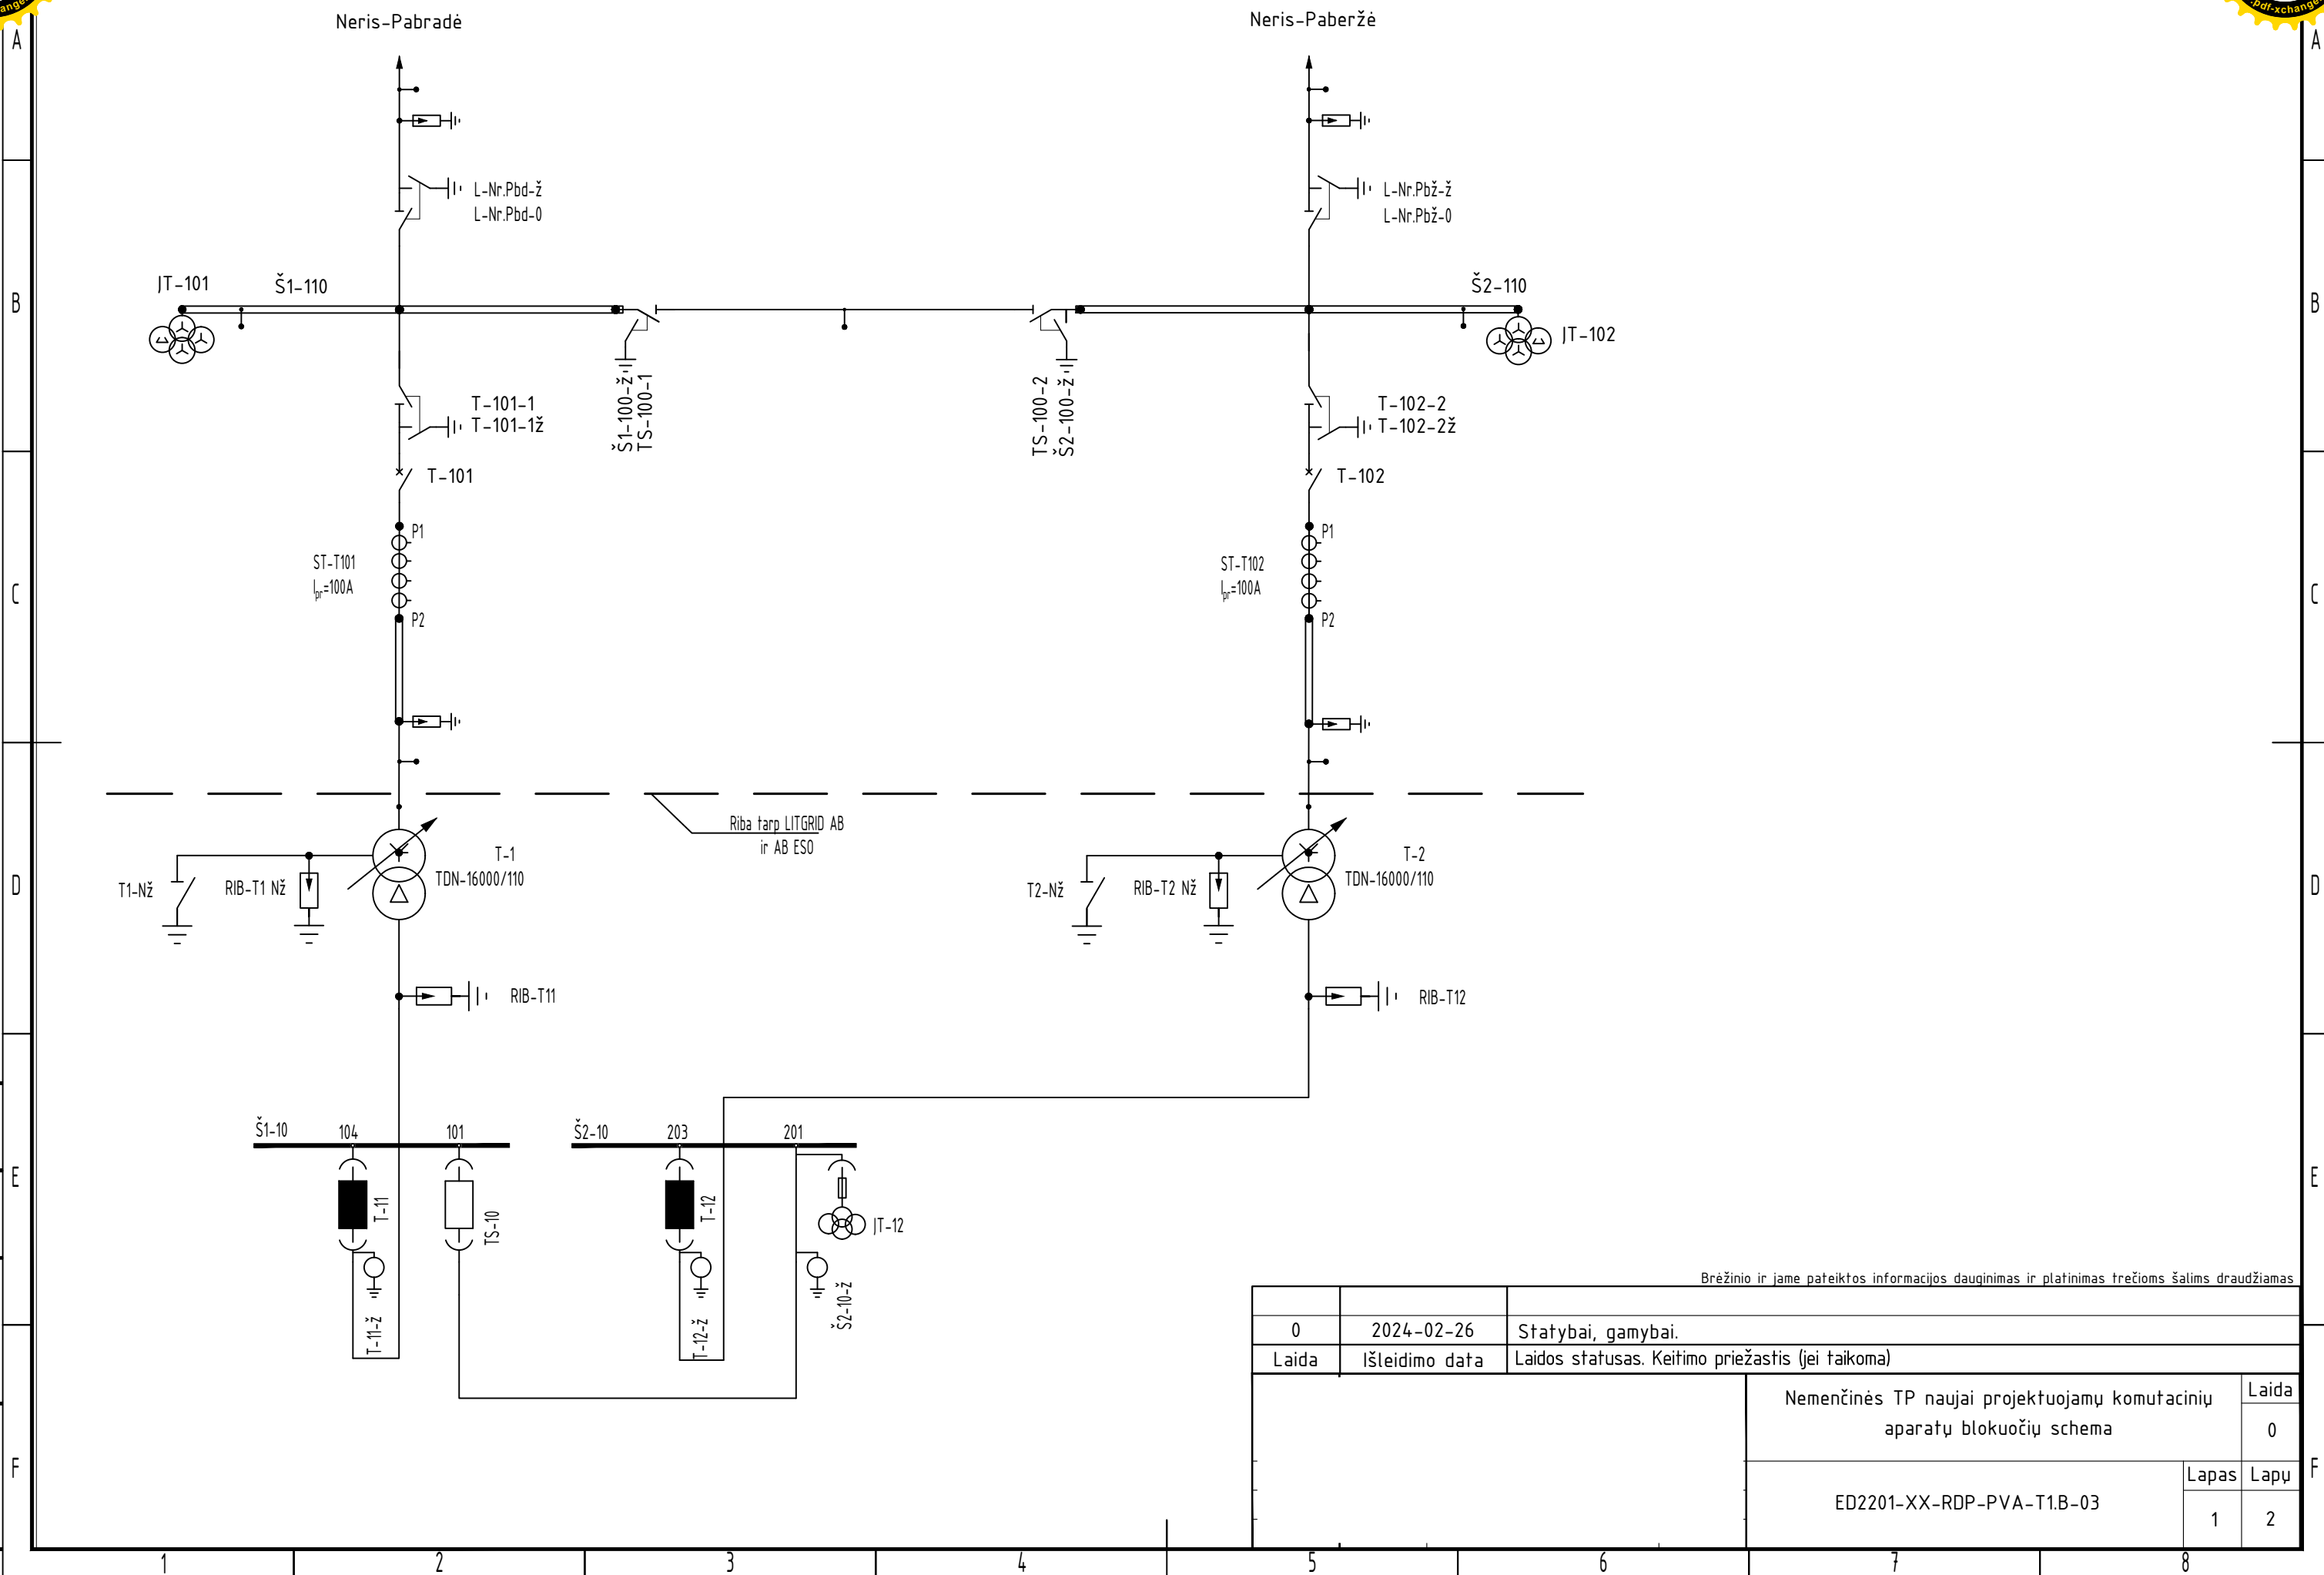 Neris-Pabradė
Neris-Paberžė
.pdf-xchange
A
A
L-Nr.Pbd-ž
L-Nr.Pbd-0
L-Nr.Pbž-ž
L-Nr.Pbž-0
JT-101
Š1-110
Š2-110
JT-102
B
B
Š1-100-ž
TS-100-1
TS-100-2
Š2-100-ž
T-101-1
T-101-1ž
T-102-2
T-102-2ž
T-101
T-102
P1
P1
ST-T101
Ipr=100A
ST-T102
Ipr=100A
P2
P2
C
C
Riba tarp LITGRID AB
ir AB ESO
T-1
TDN-16000/110
T-2
TDN-16000/110
T1-Nž
RIB-T1 Nž
T2-Nž
RIB-T2 Nž
D
D
RIB-T11
RIB-T12
Š1-10
104
101
Š2-10
203
201
T-11
TS-10
T-12
JT-12
E
E
T-11-ž
T-12-ž
Š2-10-ž
Brėžinio ir jame pateiktos informacijos dauginimas ir platinimas trečioms šalims draudžiamas
0 2024-02-26 Statybai, gamybai.
Laida Išleidimo data Laidos statusas. Keitimo priežastis (jei taikoma)
Nemenčinės TP naujai projektuojamų komutacinių
aparatų blokuočių schema
Laida
0
ED2201-XX-RDP-PVA-T1.B-03
Lapas Lapų
1 2
F
F
1 2 3 4 5 6 7 8